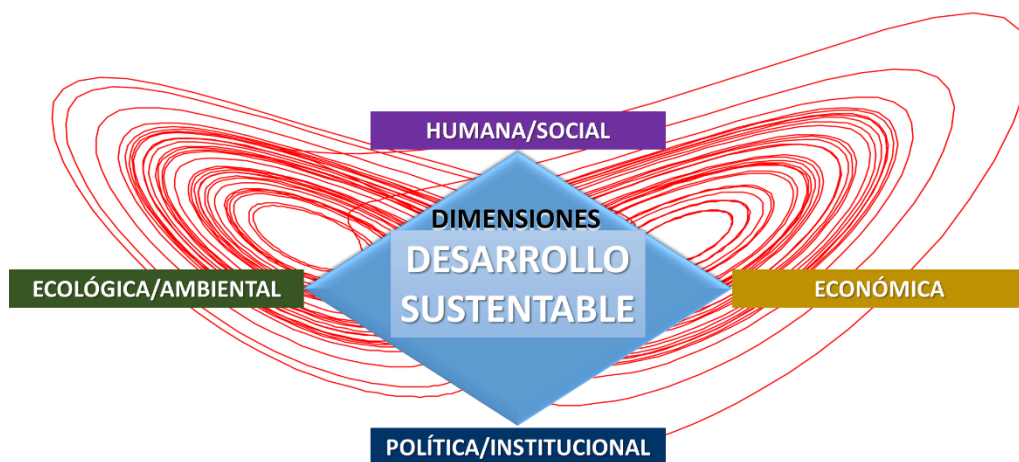 HUMANA/SOCIAL
DIMENSIONES
DESARROLLO
SUSTENTABLE
ECOLÓGICA/AMBIENTAL
ECONÓMICA
POLÍTICA/INSTITUCIONAL